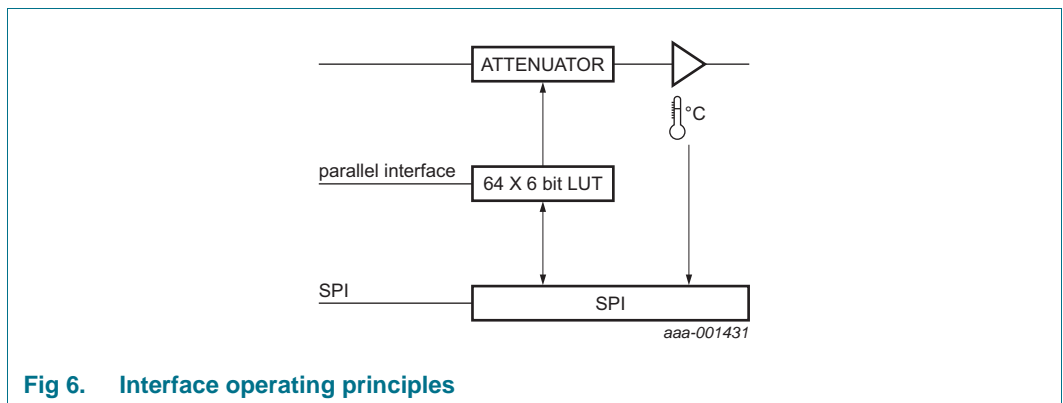 ATTENUATOR
°C
parallel interface
64 X 6 bit LUT
SPI
SPI
aaa-001431
Fig 6. Interface operating principles